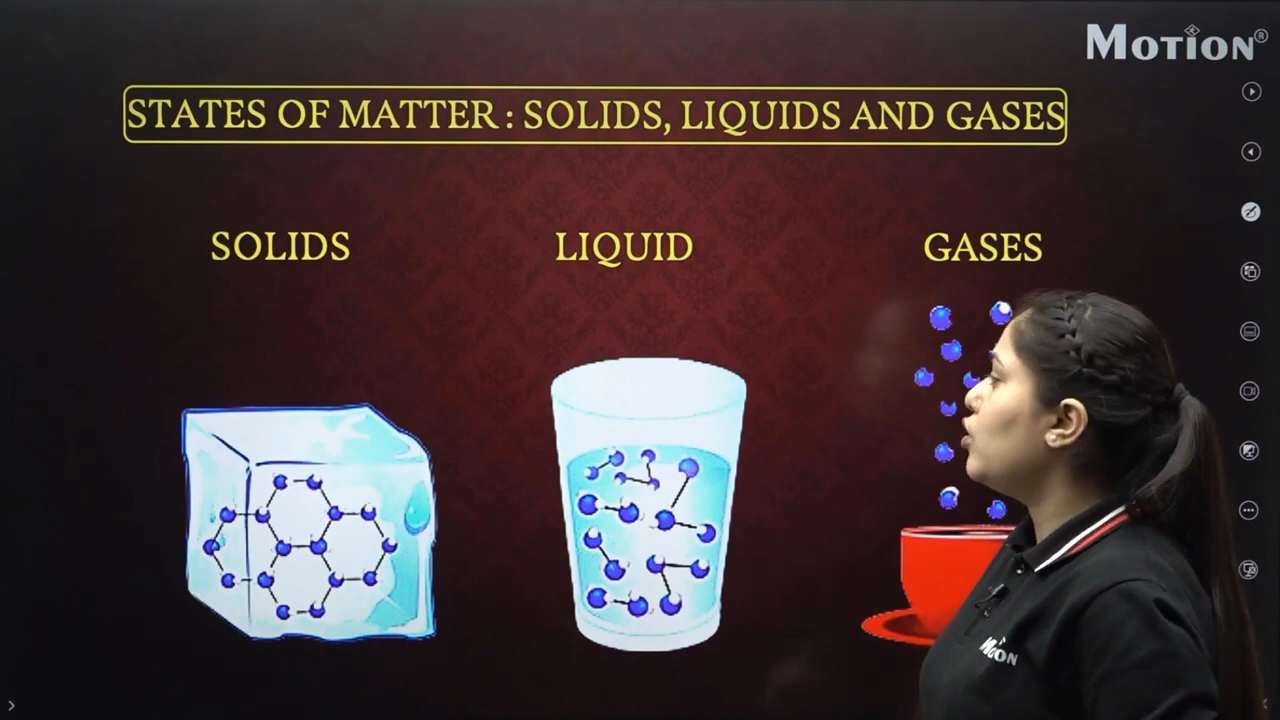 MOTION®
STATES OF MATTER : SOLIDS, LIQUIDS AND GASES
SOLIDS
LIQUID
GASES
MOTION